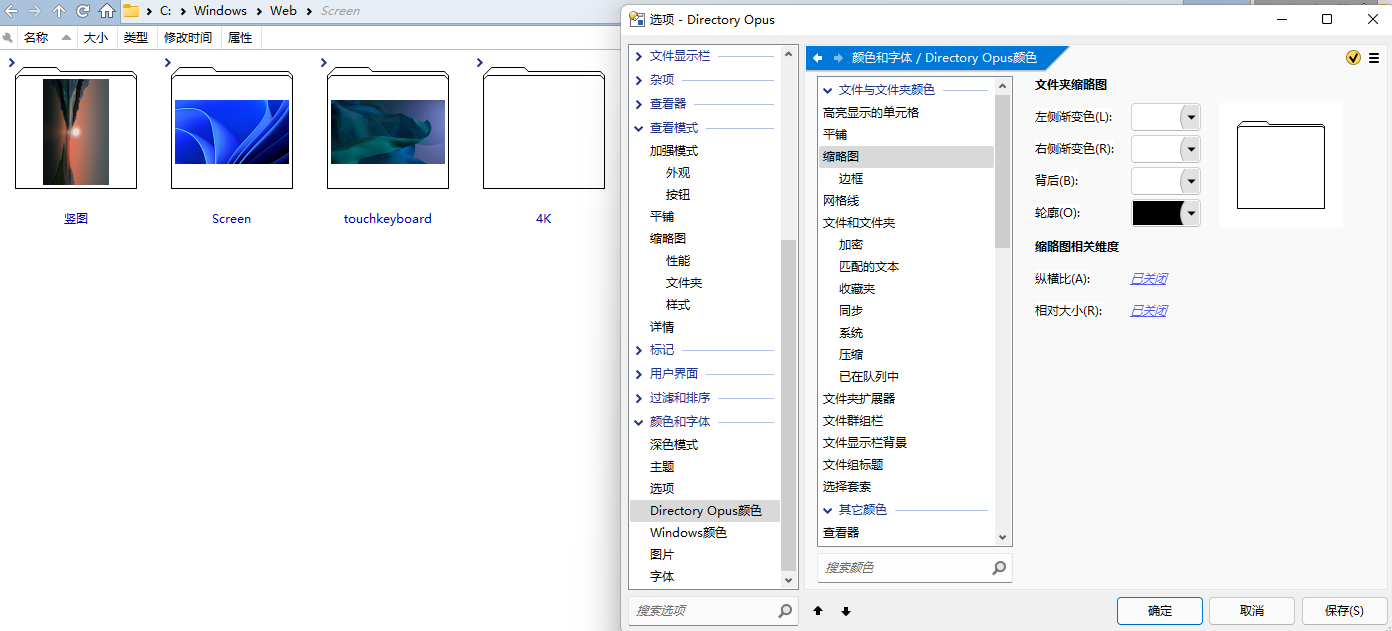 C: Windows Web Screen
名称 大小 类型 修改时间 属性
竖图 Screen touchkeyboard 4K
选项 - Directory Opus
文件显示栏
杂项
查看器
查看模式
加强模式
外观
按钮
平铺
缩略图
性能
文件夹
样式
详情
标记
用户界面
过滤和排序
颜色和字体
深色模式
主题
选项
Directory Opus颜色
Windows颜色
图片
字体
搜索选项
颜色和字体 / Directory Opus颜色
文件与文件夹颜色
高亮显示的单元格
平铺
缩略图
边框
网格线
文件和文件夹
加密
匹配的文本
收藏夹
同步
系统
压缩
已在队列中
文件夹扩展器
文件群组栏
文件显示栏背景
文件组标题
选择套索
其它颜色
查看器
搜索颜色
文件夹缩略图
左侧渐变色(L):
右侧渐变色(R):
背后(B):
轮廓(O):
缩略图相关维度
纵横比(A): 已关闭
相对大小(R): 已关闭
确定 取消 保存(S)